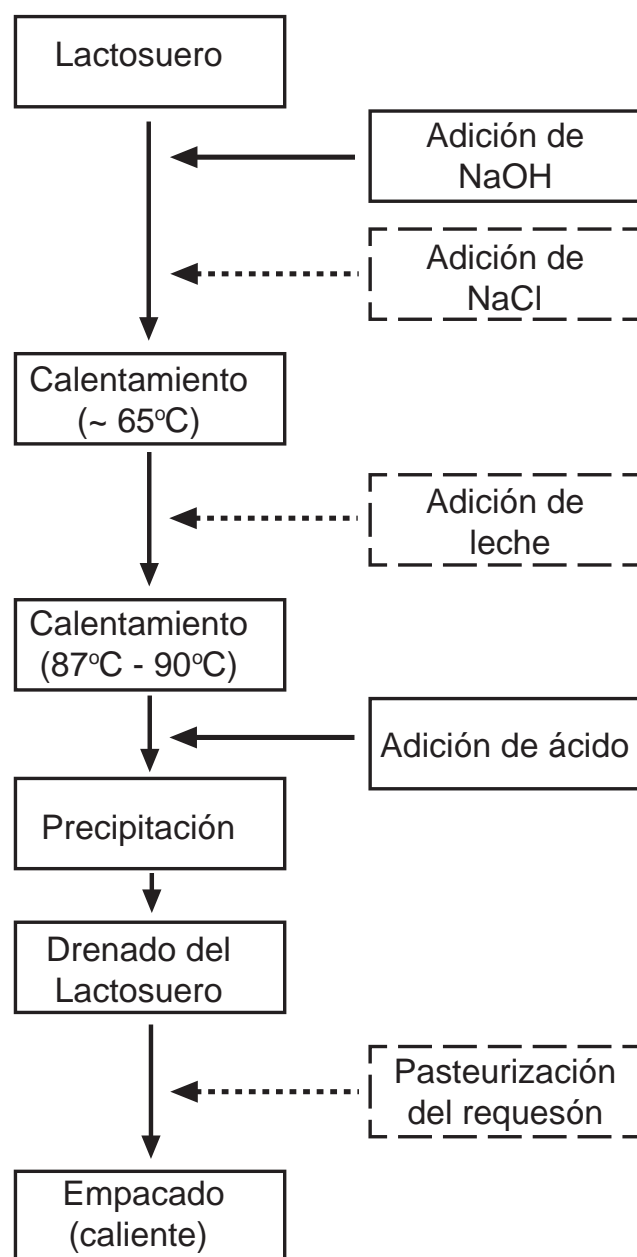 Lactosuero
Adición de
NaOH
Adición de
NaCl
Calentamiento
(~ 65ºC)
Adición de
leche
Calentamiento
(87ºC - 90ºC)
Adición de ácido
Precipitación
Drenado del
Lactosuero
Pasteurización
del requesón
Empacado
(caliente)